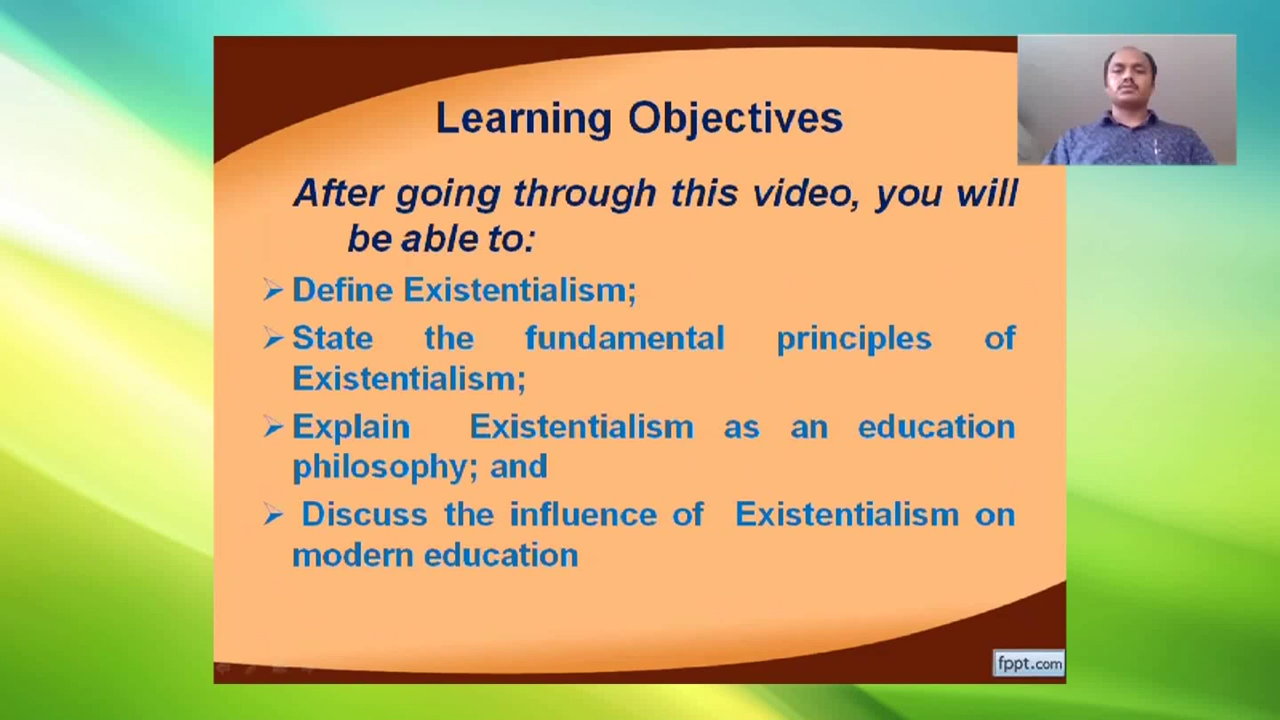 Learning Objectives
After going through this video, you will
be able to:
Define Existentialism;
State the fundamental principles of
Existentialism;
Explain Existentialism as an education
philosophy; and
Discuss the influence of Existentialism on
modern education
fppt.com